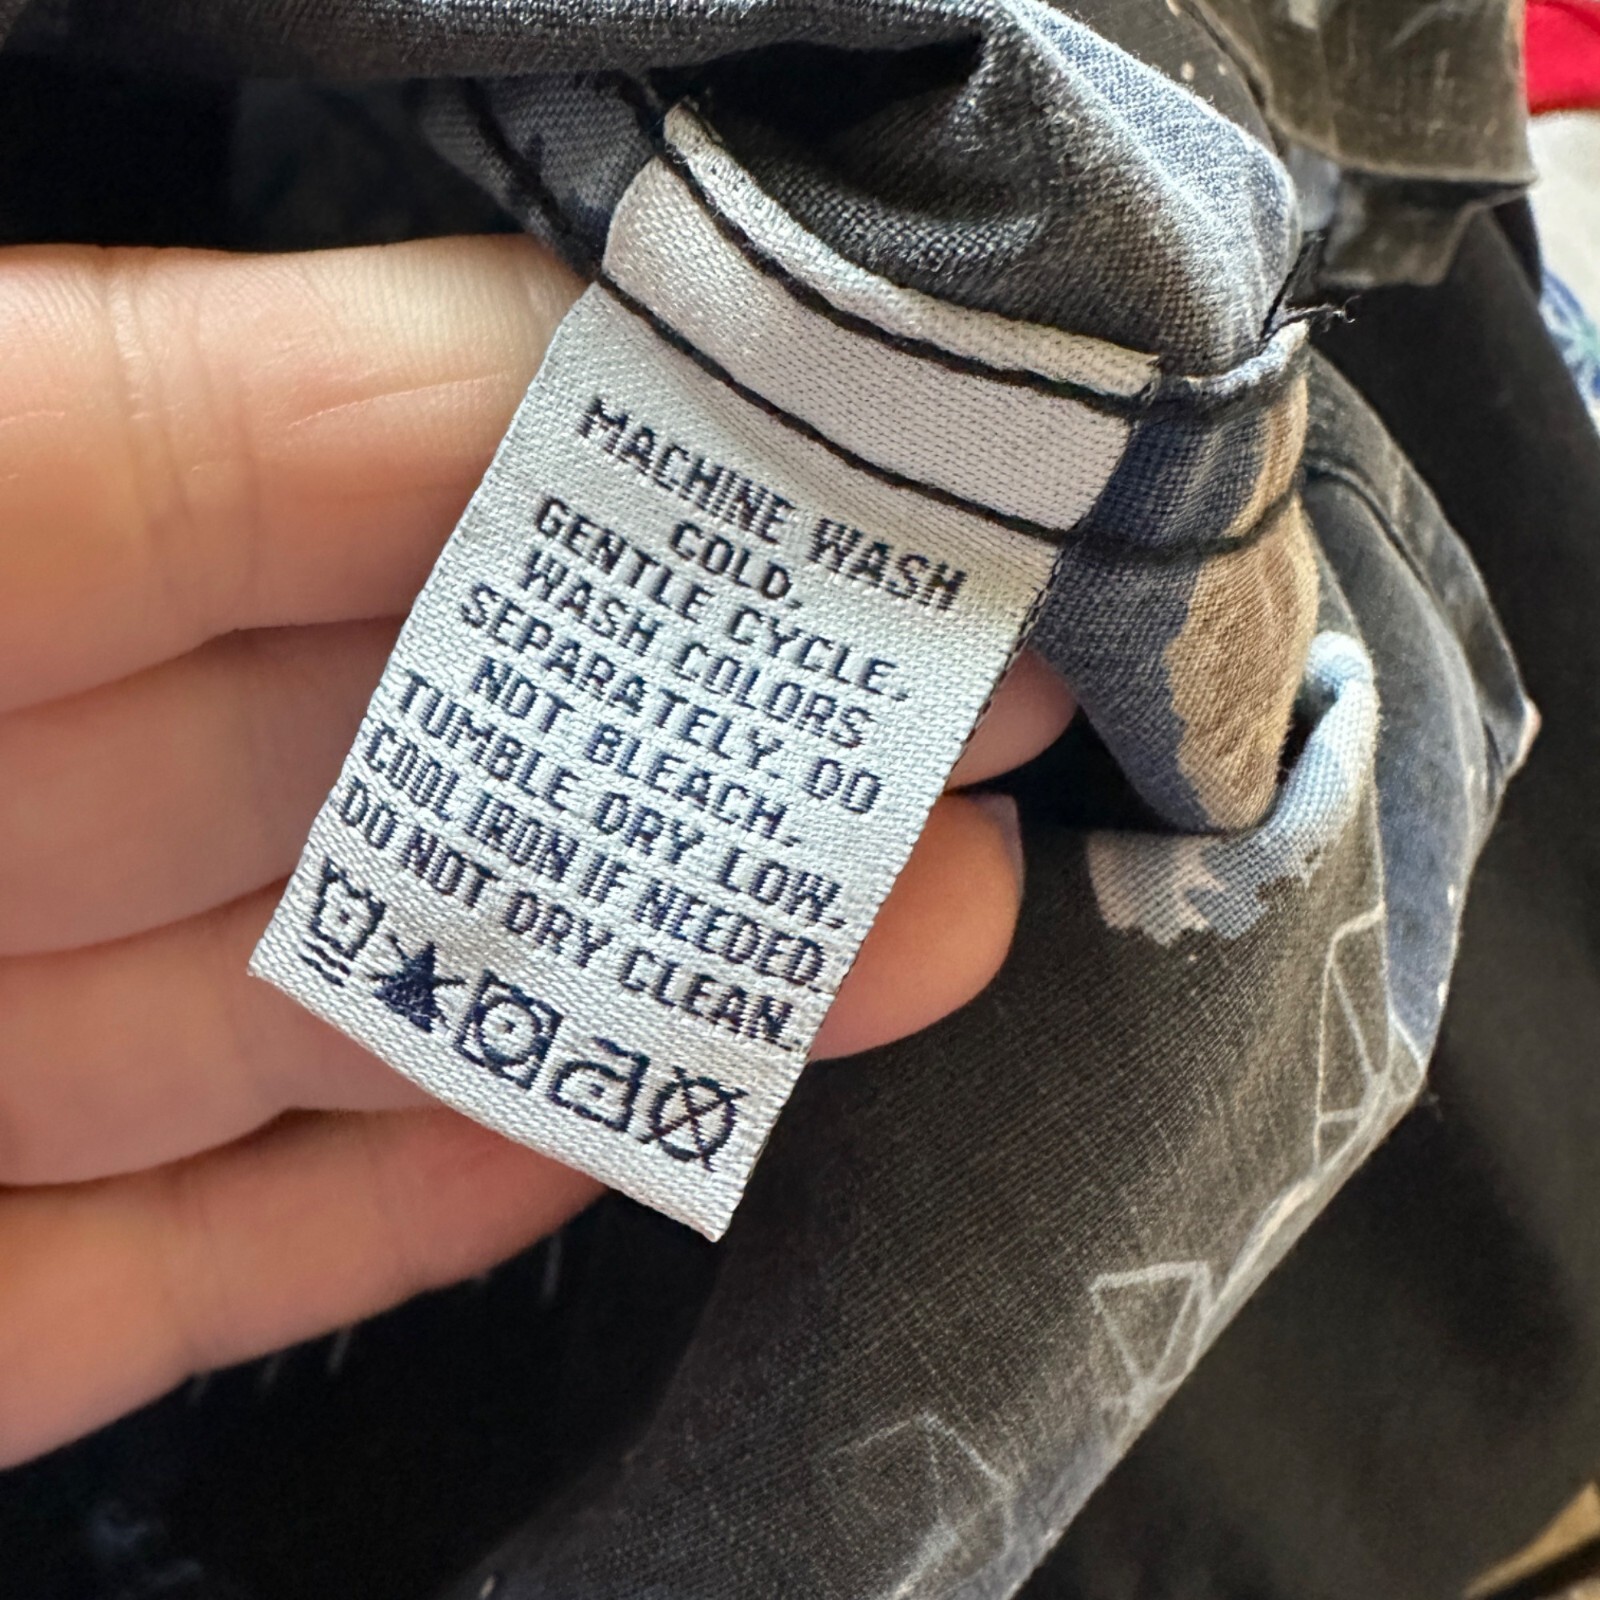 MACHINE WASH
COLD,
GENTLE CYCLE,
WASH COLORS
SEPARATELY. DO
NOT BLEACH.
TUMBLE DRY LOW,
COOL IRON IF NEEDED.
DO NOT DRY CLEAN.